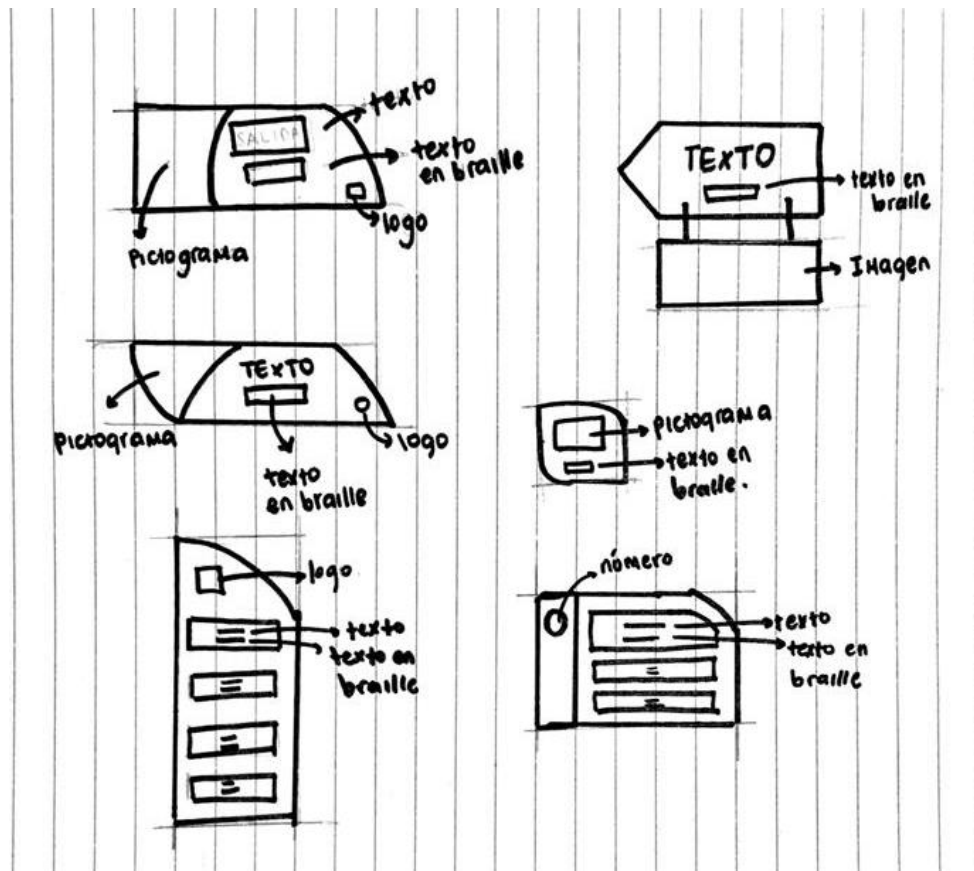 SALIDA
texto
texto
en braille
logo
Pictograma
TEXTO
texto en
braille
Imagen
TEXTO
pictograma
logo
texto
en braille
pictograma
texto en
braille.
logo
texto
texto en
braille
número
texto
texto en
braille